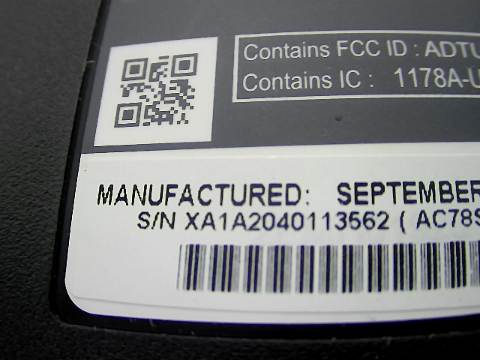 Contains FCC ID : ADTU
Contains IC : 1178A-U
MANUFACTURED: SEPTEMBER
S/N XA1A2040113562 ( AC78S